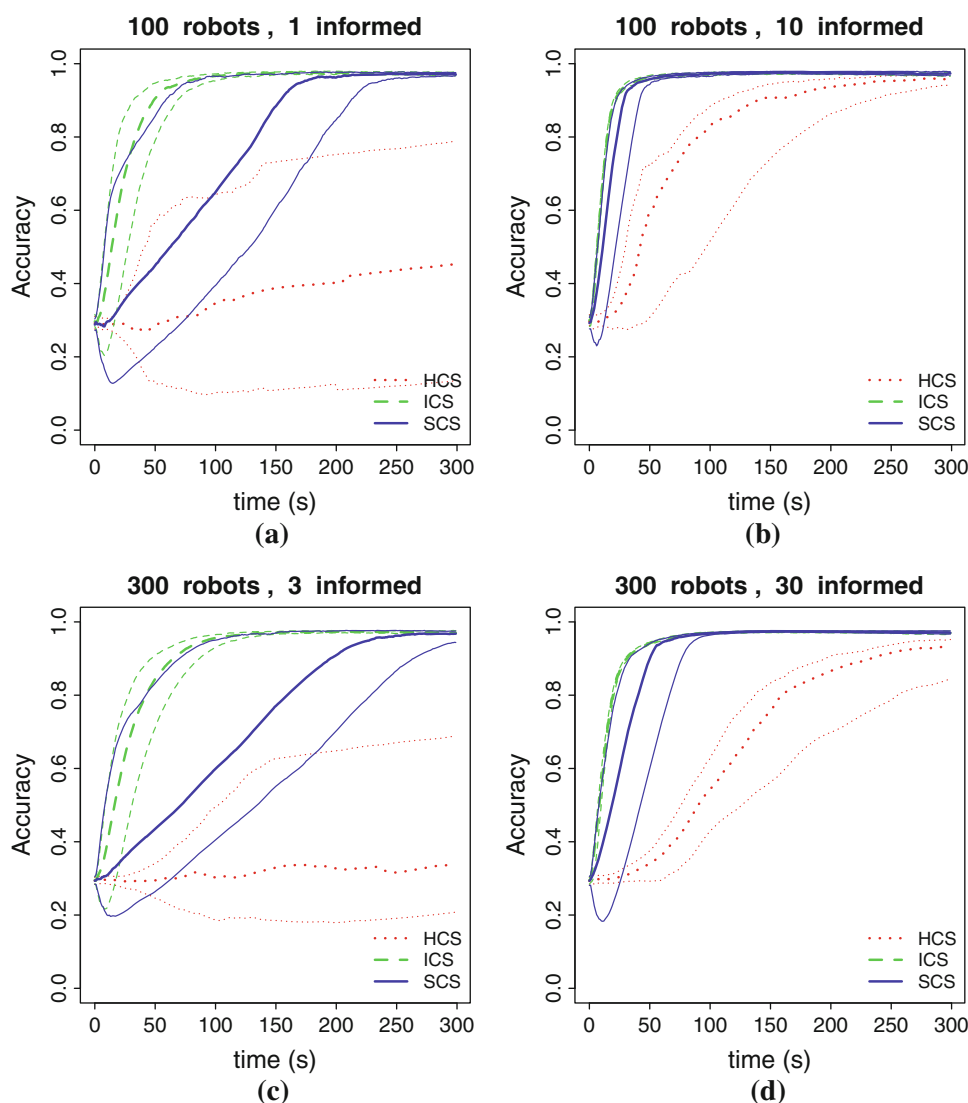 100 robots , 1 informed
Accuracy
0.0 0.2 0.4 0.6 0.8 1.0
HCS
ICS
SCS
0 50 100 150 200 250 300
time (s)
(a)
100 robots , 10 informed
Accuracy
0.0 0.2 0.4 0.6 0.8 1.0
HCS
ICS
SCS
0 50 100 150 200 250 300
time (s)
(b)
300 robots , 3 informed
Accuracy
0.0 0.2 0.4 0.6 0.8 1.0
HCS
ICS
SCS
0 50 100 150 200 250 300
time (s)
(c)
300 robots , 30 informed
Accuracy
0.0 0.2 0.4 0.6 0.8 1.0
HCS
ICS
SCS
0 50 100 150 200 250 300
time (s)
(d)